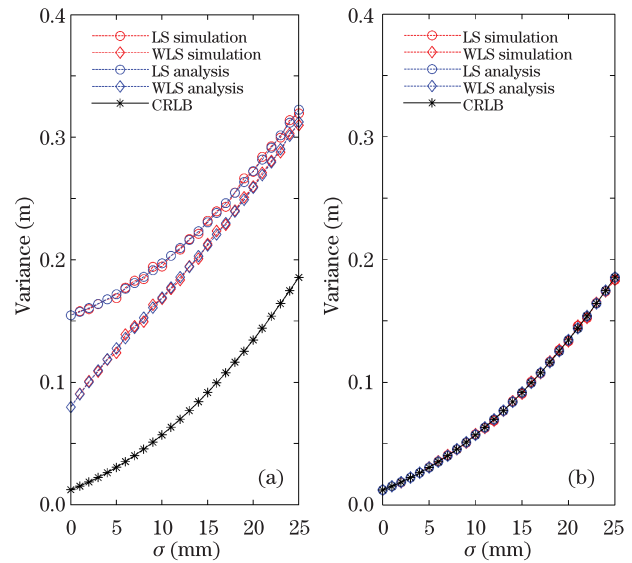 0.4
0.3
0.2
0.1
0.0
Variance (m)
LS simulation
WLS simulation
LS analysis
WLS analysis
CRLB
(a)
0 5 10 15 20 25
σ (mm)
0.4
0.3
0.2
0.1
0.0
Variance (m)
LS simulation
WLS simulation
LS analysis
WLS analysis
CRLB
(b)
0 5 10 15 20 25
σ (mm)